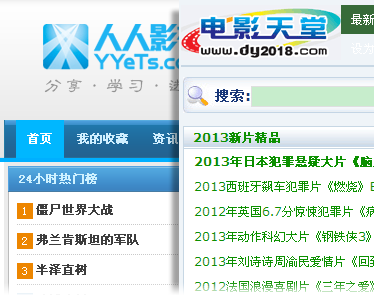 人人影
YYeTs.co
分享·学习·进
首页 我的收藏 资讯
24小时热门榜
1 僵尸世界大战
2 弗兰肯斯坦的军队
3 半泽直树
电影天堂
www.dy2018.com
最新
搜索:
2013新片精品
2013年日本犯罪悬疑大片《脑
2013西班牙飙车犯罪片《燃烧》
2012年英国6.7分惊悚犯罪片《
2013年动作科幻大片《钢铁侠3》
2013年刘诗诗周渝民爱情片《回
2012法国浪漫喜剧片《三年之爱》